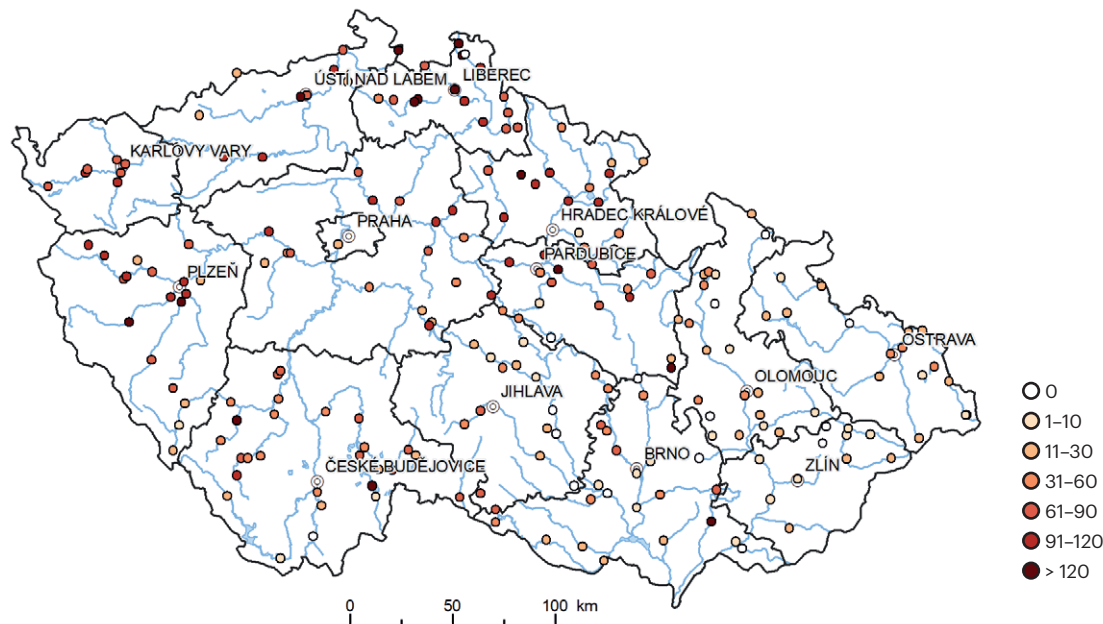 ÚSTÍ NAD LABEM
LIBEREC
KARLOVY VARY
PRAHA
HRADEC KRÁLOVÉ
PARDUBICE
PLZEŇ
OSTRAVA
OLOMOUC
JIHLAVA
BRNO
ZLÍN
ČESKÉ BUDĚJOVICE
0
1–10
11–30
31–60
61–90
91–120
> 120
0 50 100 km